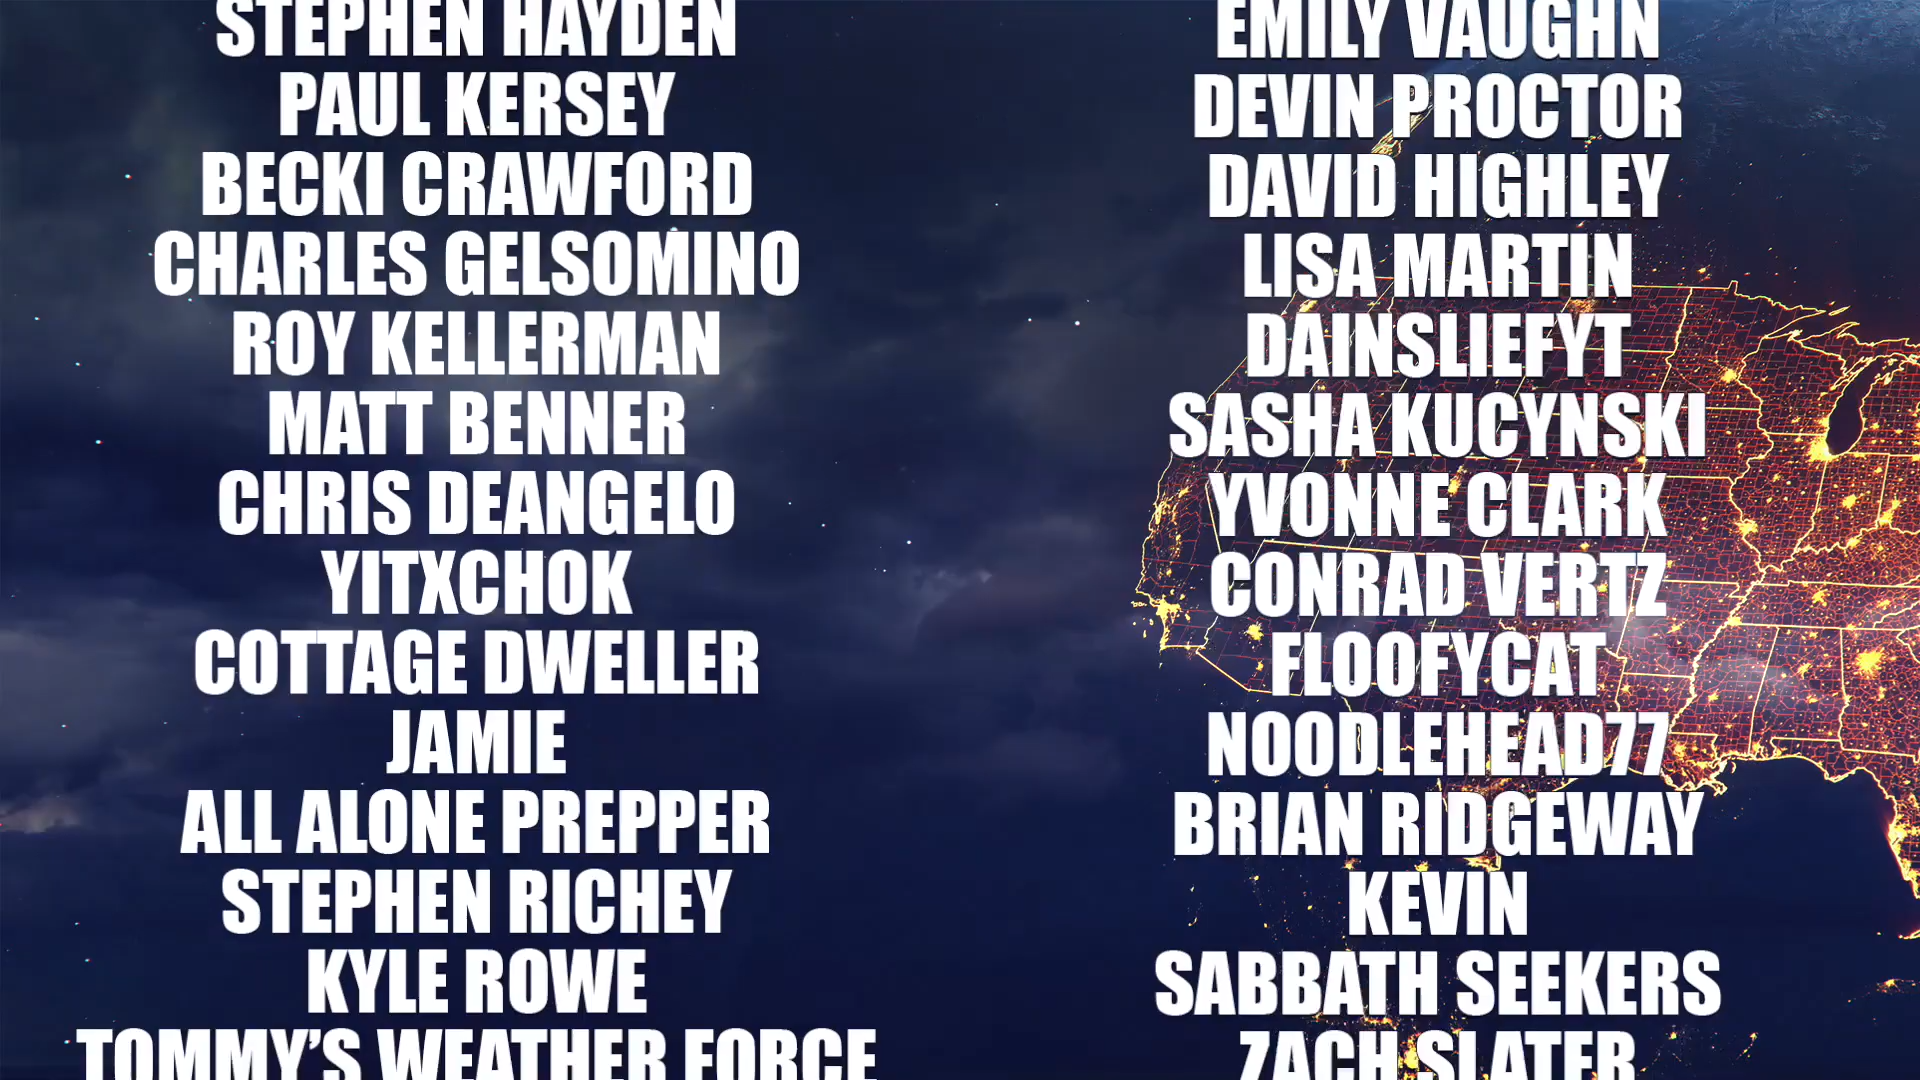 STEPHEN HAYDEN
PAUL KERSEY
BECKI CRAWFORD
CHARLES GELSOMINO
ROY KELLERMAN
MATT BENNER
CHRIS DEANGELO
YITXCHOK
COTTAGE DWELLER
JAMIE
ALL ALONE PREPPER
STEPHEN RICHEY
KYLE ROWE
TOMMY’S WEATHER FORCE
EMILY VAUGHN
DEVIN PROCTOR
DAVID HIGHLEY
LISA MARTIN
DAINSLIEFYT
SASHA KUCYNSKI
YVONNE CLARK
CONRAD VERTZ
FLOOFYCAT
NOODLEHEAD77
BRIAN RIDGEWAY
KEVIN
SABBATH SEEKERS
ZACH SLATER